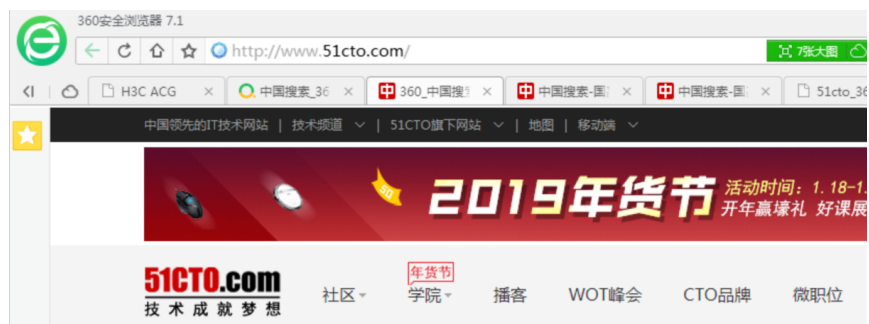 360安全浏览器 7.1
http://www.51cto.com/
7张大图
H3C ACG
中国搜索_36
360_中国搜
中国搜索-国
中国搜索-国
51cto_36
中国领先的IT技术网站 | 技术频道 | 51CTO旗下网站 | 地图 | 移动端
50
2019年货节
活动时间：1.18-1.
开年赢壕礼 好课展
51CTO.com
技术成就梦想
年货节
社区 学院 播客 WOT峰会 CTO品牌 微职位